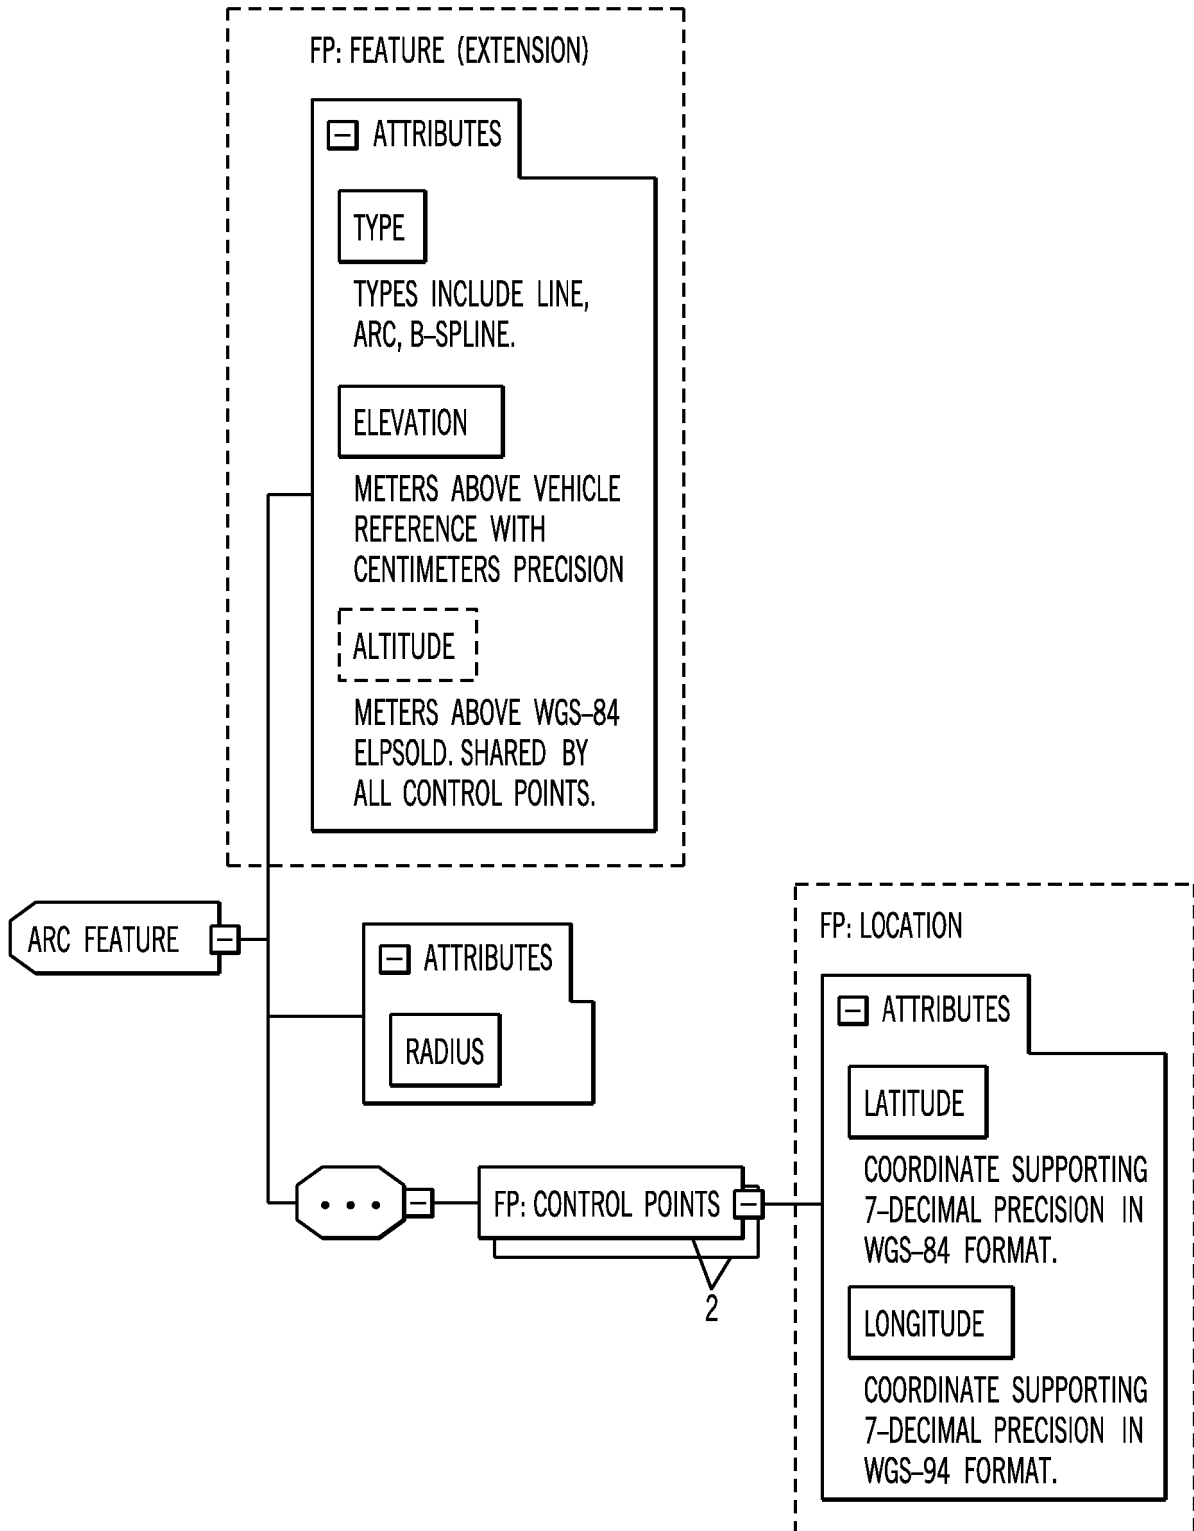 FP: FEATURE (EXTENSION)
ATTRIBUTES
TYPE
TYPES INCLUDE LINE,
ARC, B–SPLINE.
ELEVATION
METERS ABOVE VEHICLE
REFERENCE WITH
CENTIMETERS PRECISION
ALTITUDE
METERS ABOVE WGS–84
ELPSOLD. SHARED BY
ALL CONTROL POINTS.
ARC FEATURE
ATTRIBUTES
RADIUS
FP: CONTROL POINTS
2
FP: LOCATION
ATTRIBUTES
LATITUDE
COORDINATE SUPPORTING
7–DECIMAL PRECISION IN
WGS–84 FORMAT.
LONGITUDE
COORDINATE SUPPORTING
7–DECIMAL PRECISION IN
WGS–94 FORMAT.